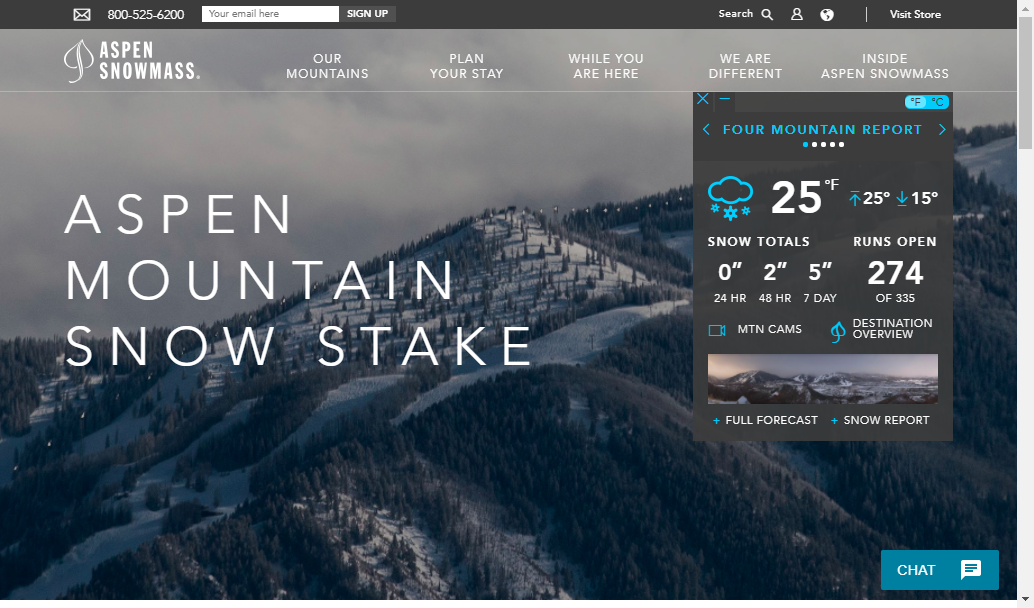 800-525-6200
Your email here
SIGN UP
Search
Visit Store
ASPEN
SNOWMASS.
OUR
MOUNTAINS
PLAN
YOUR STAY
WHILE YOU
ARE HERE
WE ARE
DIFFERENT
INSIDE
ASPEN SNOWMASS
°F °C
FOUR MOUNTAIN REPORT
25°F 25° 15°
SNOW TOTALS
RUNS OPEN
0” 2” 5”
274
24 HR 48 HR 7 DAY
OF 335
MTN CAMS
DESTINATION
OVERVIEW
+ FULL FORECAST + SNOW REPORT
ASPEN
MOUNTAIN
SNOW STAKE
CHAT